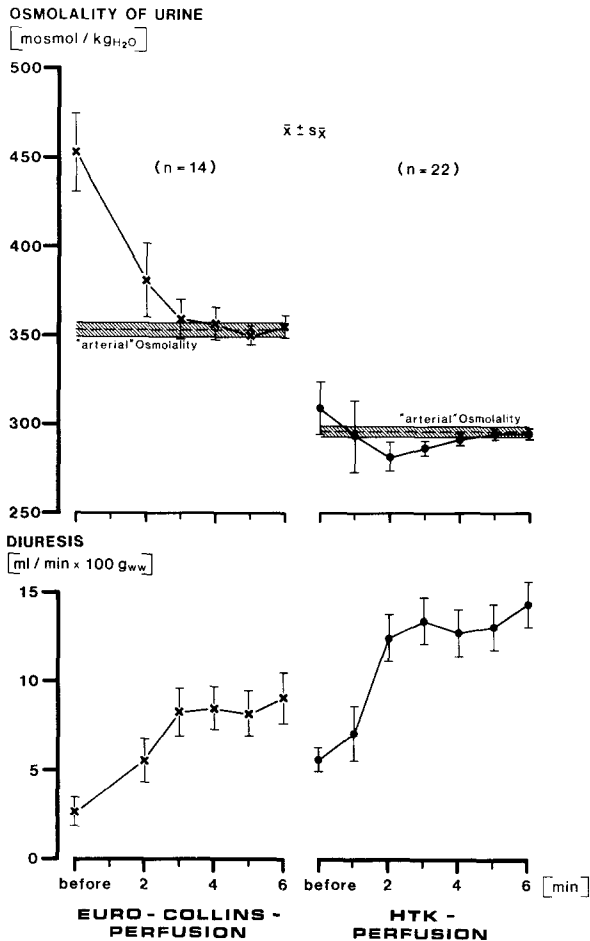 OSMOLALITY OF URINE
[mosmol / kgH₂O]
500
450
400
350
300
250
x̄ ± sx̄
(n = 14)
(n = 22)
"arterial" Osmolality
"arterial" Osmolality
DIURESIS
[ml / min × 100 gww]
15
10
5
0
before 2 4 6
before 2 4 6 [min]
EURO - COLLINS -
PERFUSION
HTK -
PERFUSION